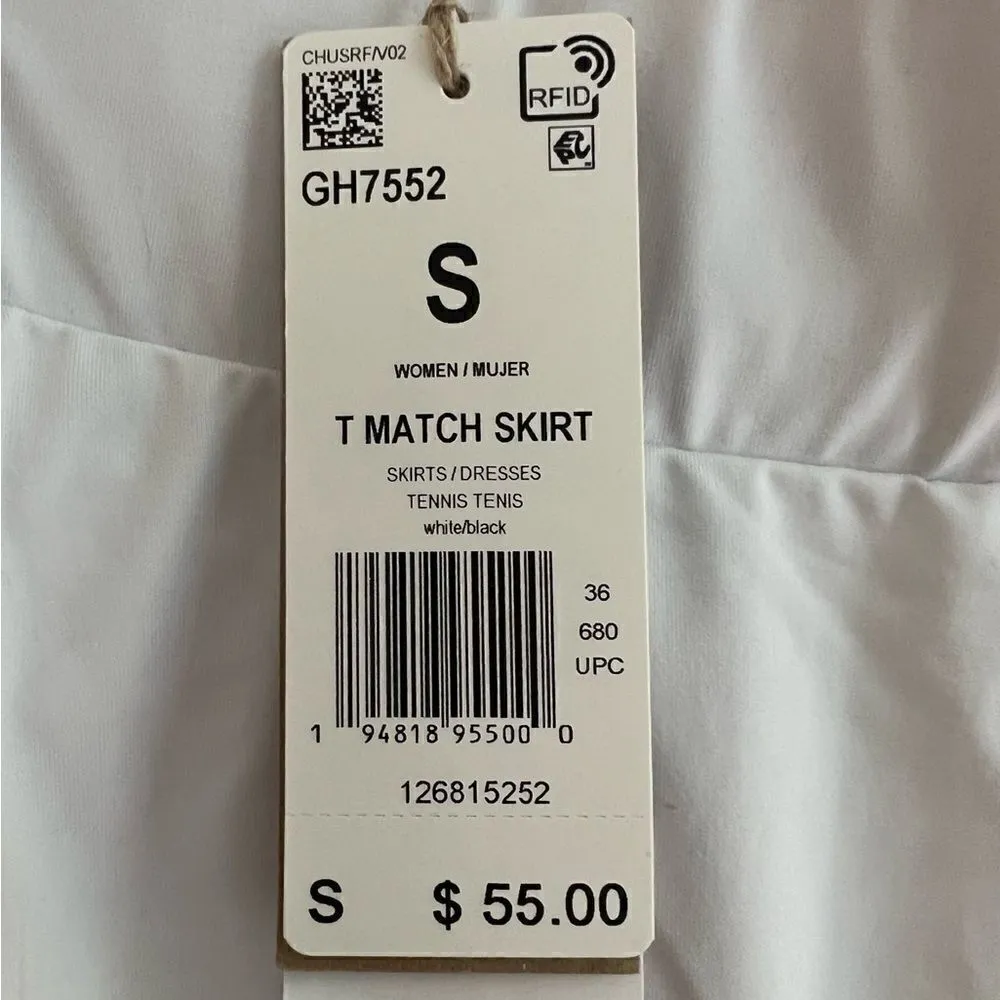 CHUSRF/V02
RFID
EPC
GH7552
S
WOMEN / MUJER
T MATCH SKIRT
SKIRTS / DRESSES
TENNIS TENIS
white/black
36
680
UPC
1 94818 95500 0
126815252
S $ 55.00